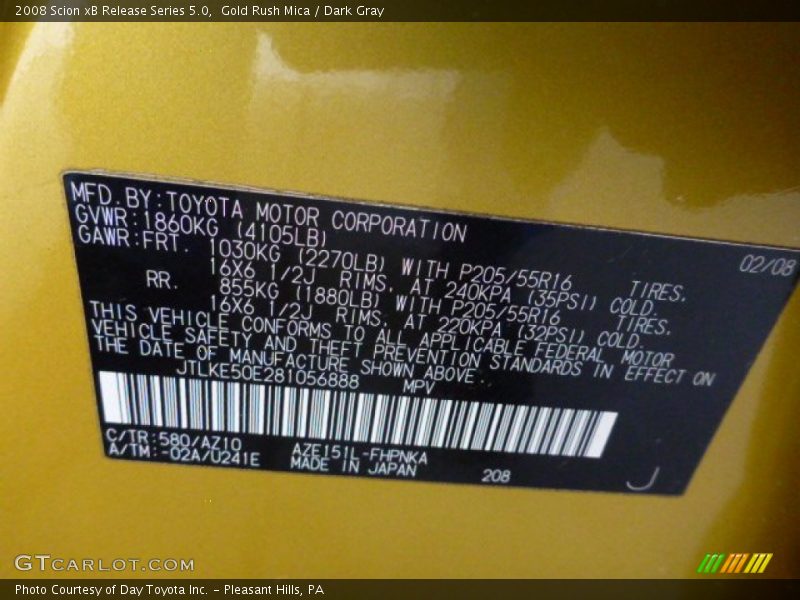 2008 Scion xB Release Series 5.0,  Gold Rush Mica / Dark Gray
MFD. BY: TOYOTA MOTOR CORPORATION 02/08
GVWR: 1860KG (4105LB)
GAWR: FRT. 1030KG (2270LB) WITH P205/55R16 TIRES.
16X6 1/2J RIMS, AT 240KPA (35PSI) COLD.
RR. 855KG (1880LB) WITH P205/55R16 TIRES.
16X6 1/2J RIMS, AT 220KPA (32PSI) COLD.
THIS VEHICLE CONFORMS TO ALL APPLICABLE FEDERAL MOTOR
VEHICLE SAFETY AND THEFT PREVENTION STANDARDS IN EFFECT ON
THE DATE OF MANUFACTURE SHOWN ABOVE.
JTLKE50E281056888 MPV
C/TR: 580/AZ10 AZE151L-FHPNKA
A/TM: -02A/U241E MADE IN JAPAN 208 J
GTCARLOT.COM
Photo Courtesy of Day Toyota Inc. – Pleasant Hills, PA